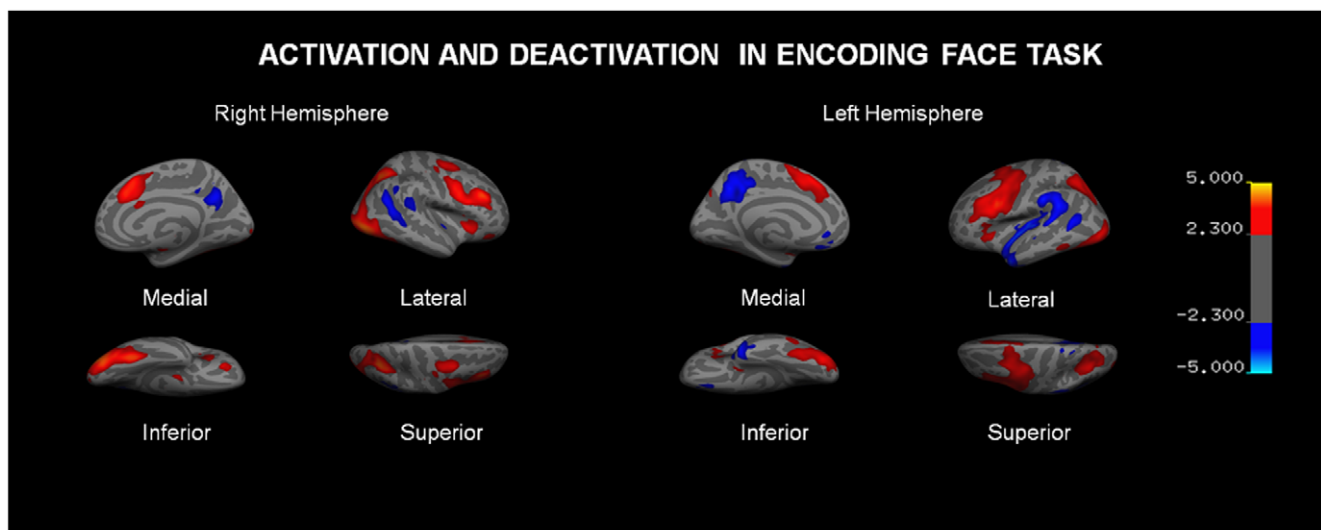 ACTIVATION AND DEACTIVATION IN ENCODING FACE TASK
Right Hemisphere
Left Hemisphere
Medial
Lateral
Medial
Lateral
Inferior
Superior
Inferior
Superior
5.000
2.300
-2.300
-5.000